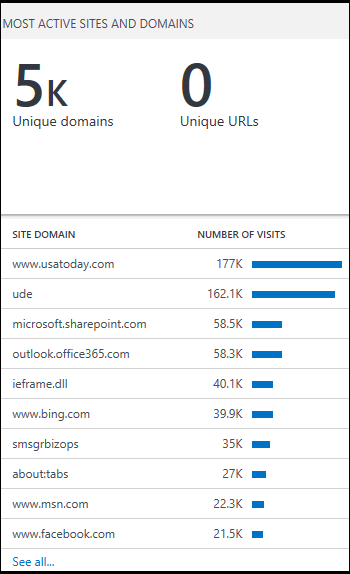 MOST ACTIVE SITES AND DOMAINS
5K 0
Unique domains Unique URLs
SITE DOMAIN NUMBER OF VISITS
www.usatoday.com 177K
ude 162.1K
microsoft.sharepoint.com 58.5K
outlook.office365.com 58.3K
ieframe.dll 40.1K
www.bing.com 39.9K
smsgrbizops 35K
about:tabs 27K
www.msn.com 22.3K
www.facebook.com 21.5K
See all...